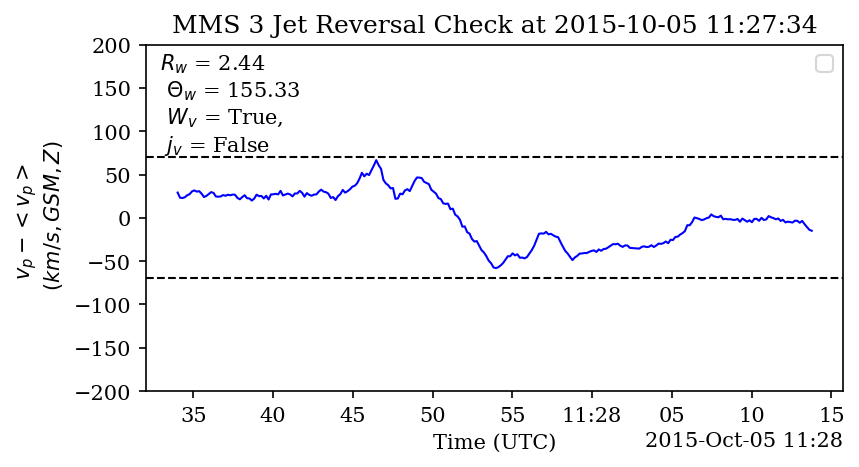 MMS 3 Jet Reversal Check at 2015-10-05 11:27:34
200
150
100
50
0
−50
−100
−150
−200
v_p − < v_p >
(km/s, GSM, Z)
R_w = 2.44
Θ_w = 155.33
W_v = True,
j_v = False
35 40 45 50 55 11:28 05 10 15
Time (UTC)
2015-Oct-05 11:28